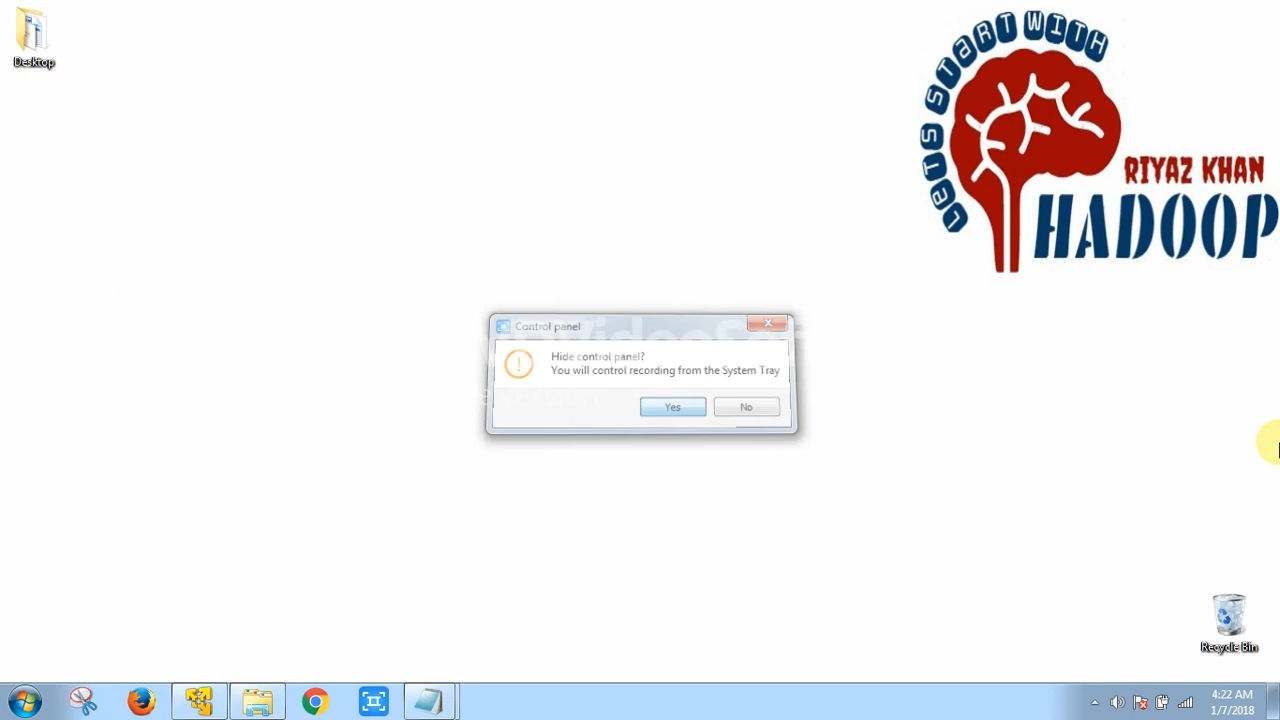 Desktop
LETS START WITH
RIYAZ KHAN
HADOOP
Control panel
Hide control panel?
You will control recording from the System Tray
Yes
No
Recycle Bin
4:22 AM
1/7/2018